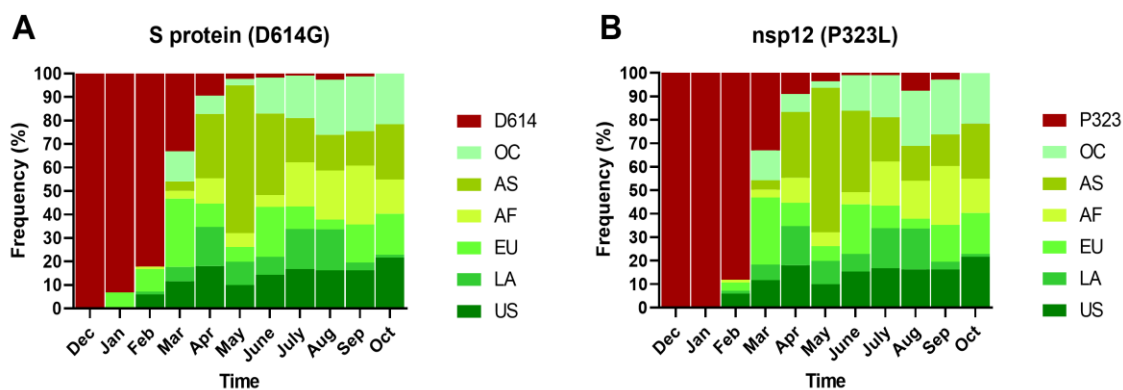 A
S protein (D614G)
Frequency (%)
100
90
80
70
60
50
40
30
20
10
0
Dec Jan Feb Mar Apr May June July Aug Sep Oct
Time
D614
OC
AS
AF
EU
LA
US
B
nsp12 (P323L)
Frequency (%)
100
90
80
70
60
50
40
30
20
10
0
Dec Jan Feb Mar Apr May June July Aug Sep Oct
Time
P323
OC
AS
AF
EU
LA
US